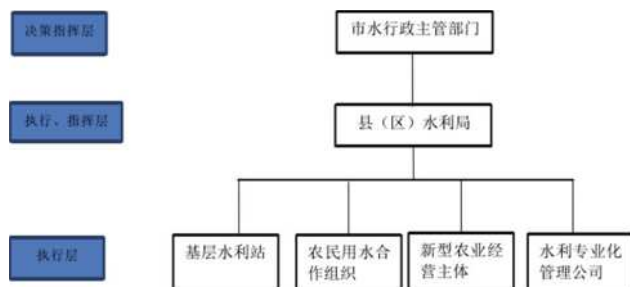 决策指挥层
市水行政主管部门
执行、指挥层
县（区）水利局
执行层
基层水利站
农民用水合
作组织
新型农业经
营主体
水利专业化
管理公司